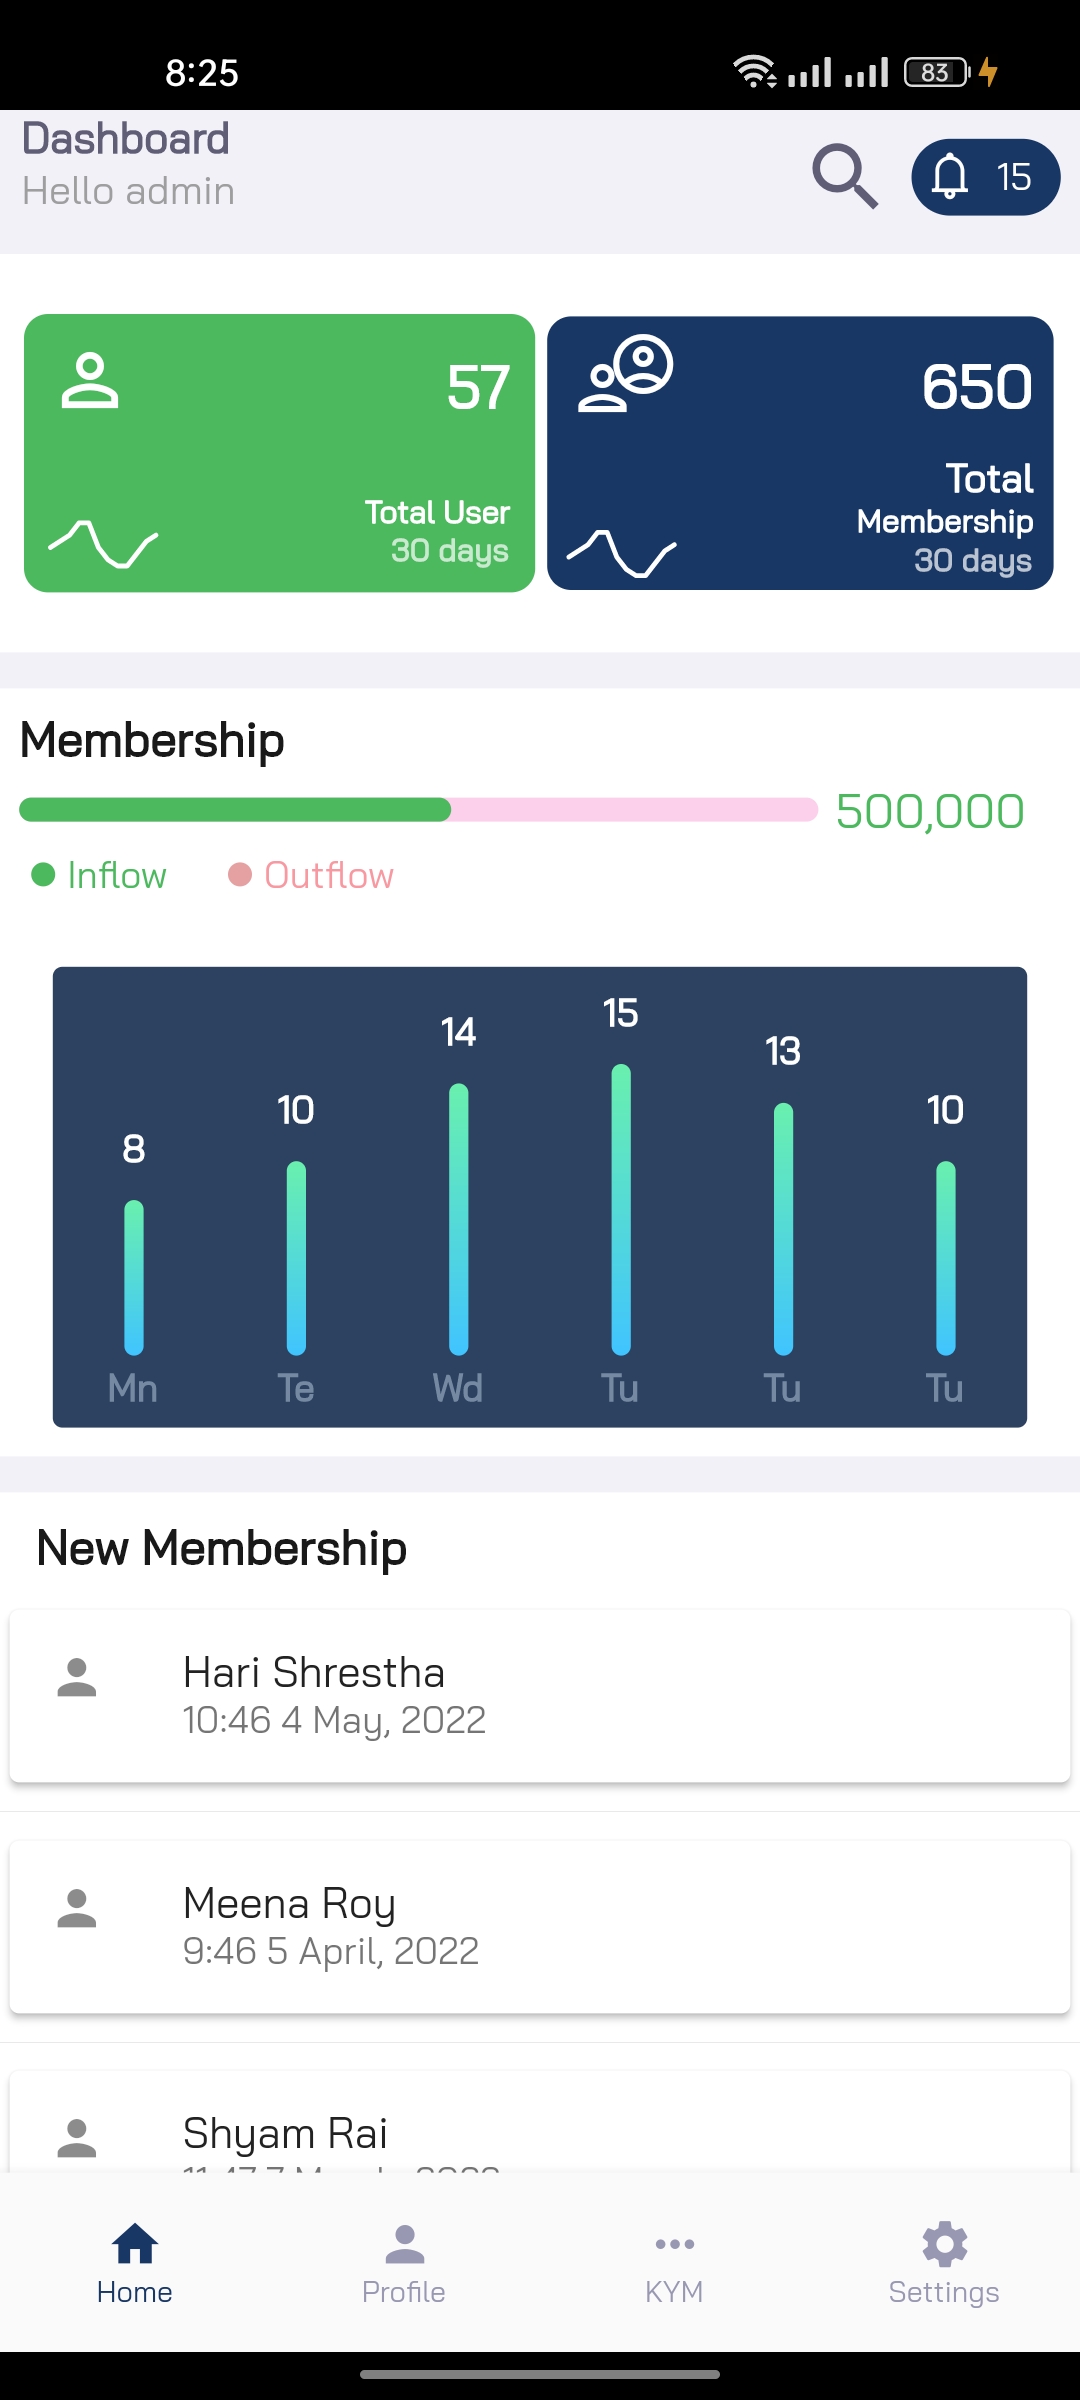 8:25
83
Dashboard
Hello admin
15
57
Total User
30 days
650
Total
Membership
30 days
Membership
500,000
Inflow Outflow
8 10 14 15 13 10
Mn Te Wd Tu Tu Tu
New Membership
Hari Shrestha
10:46 4 May, 2022
Meena Roy
9:46 5 April, 2022
Shyam Rai
Home Profile KYM Settings